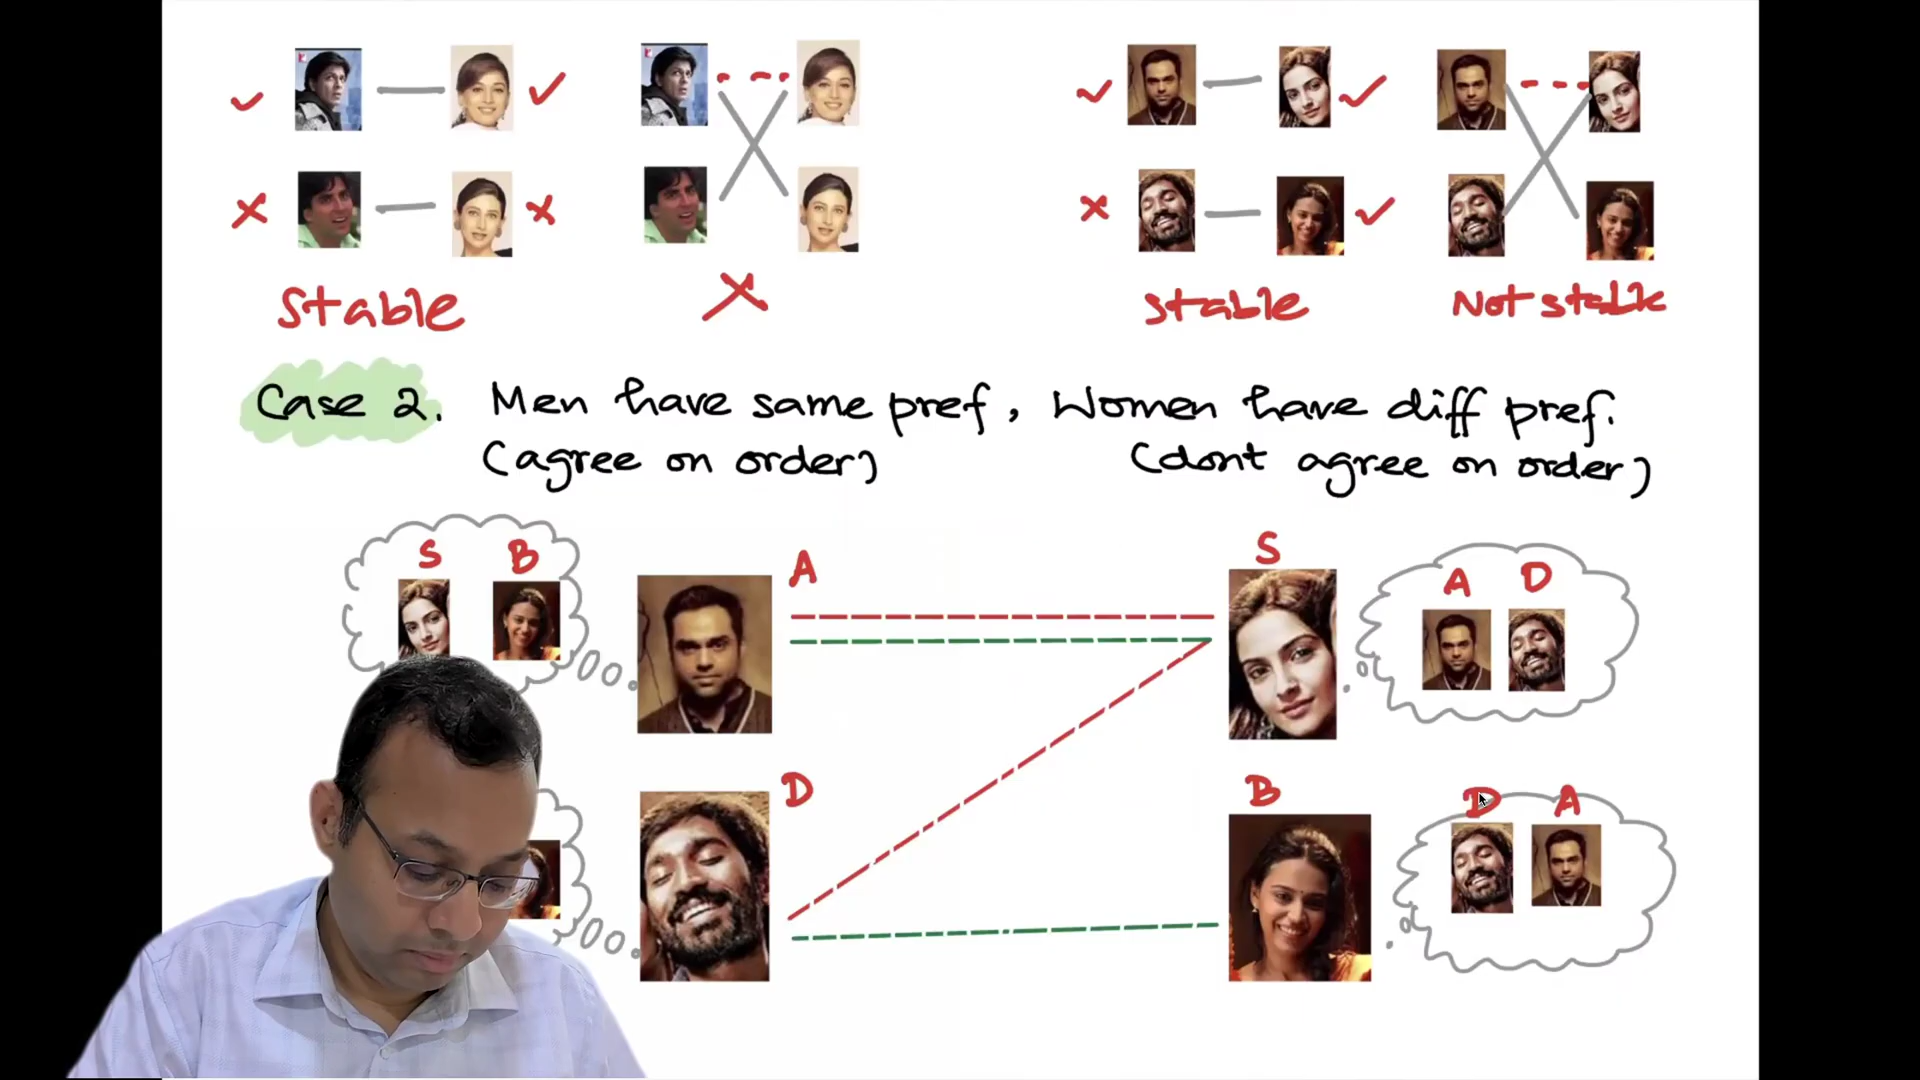 Stable
X
Stable
Not stable
Case 2. Men have same pref, Women have diff pref.
(agree on order) (dont agree on order)
S B
A
S
A D
D
B
D A